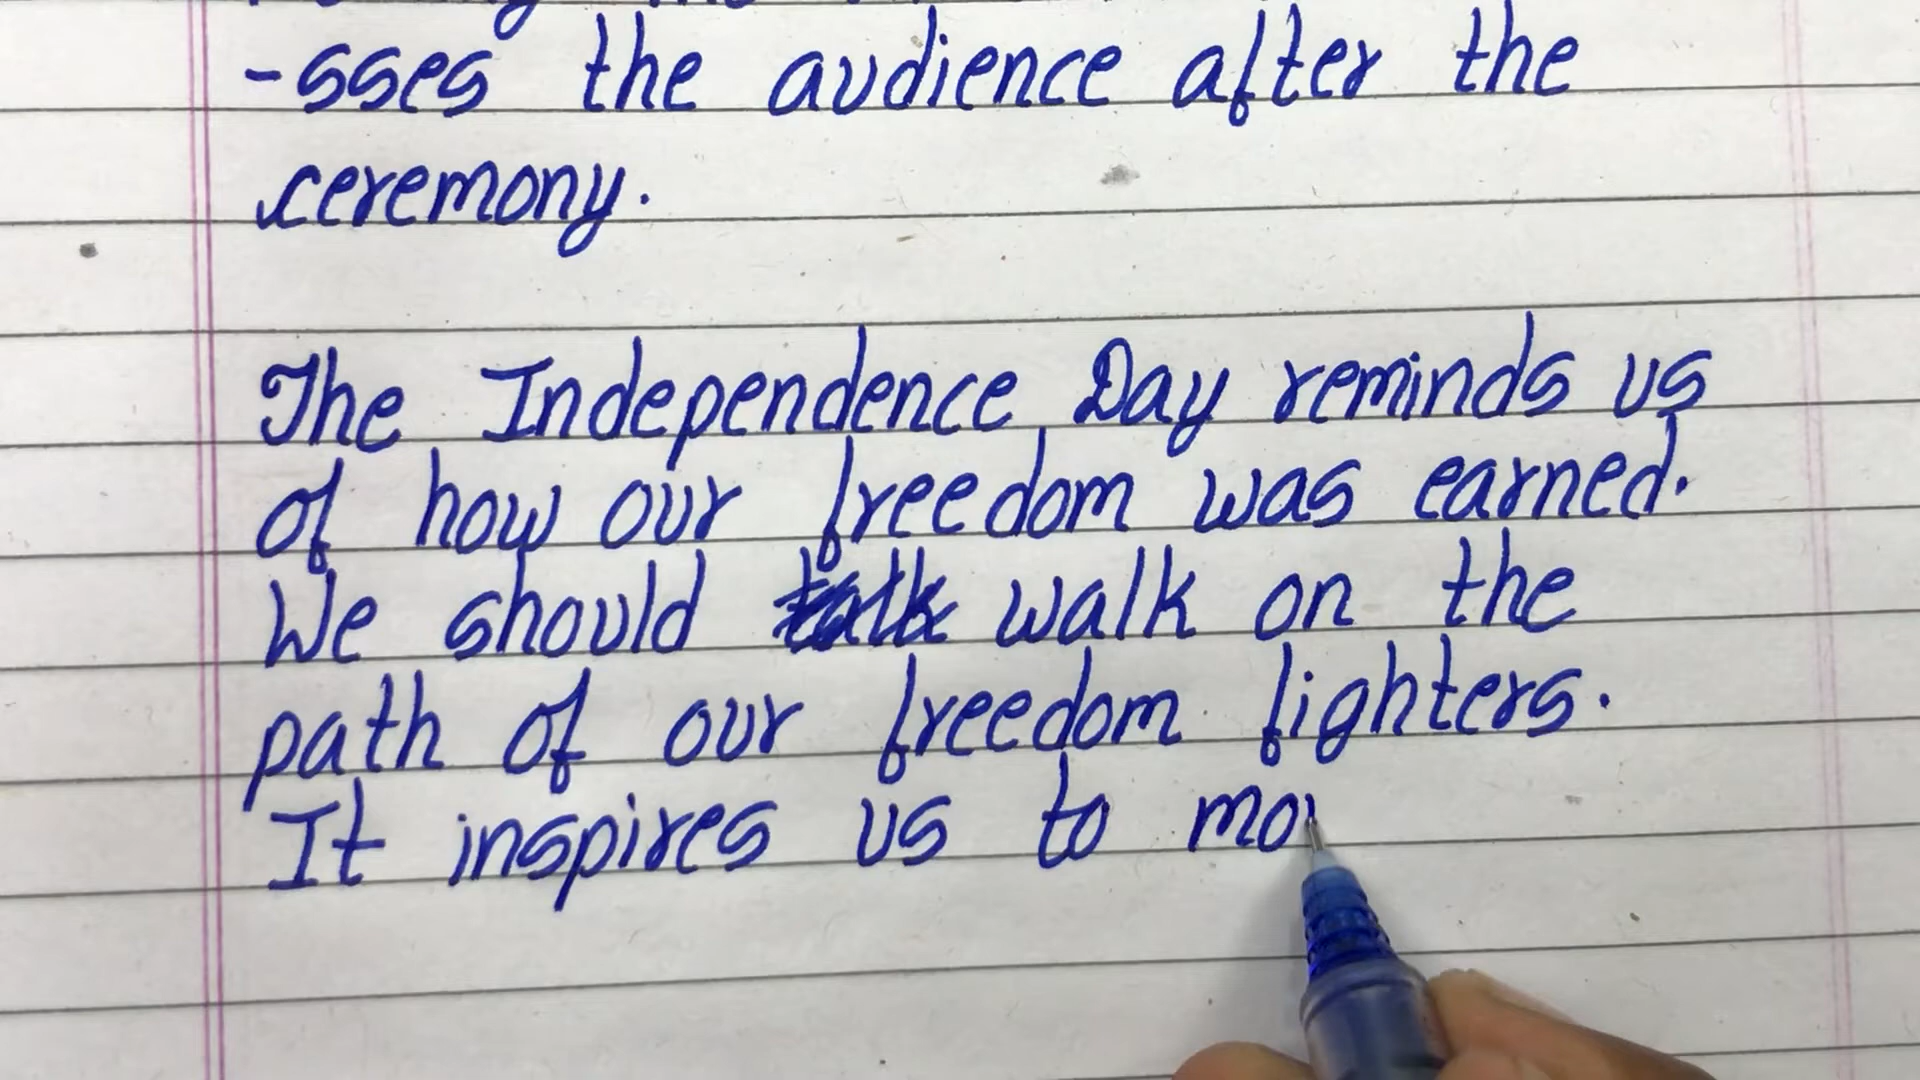 -sses the audience after the
ceremony.
The Independence Day reminds us
of how our freedom was earned.
We should talk walk on the
path of our freedom fighters.
It inspires us to mo